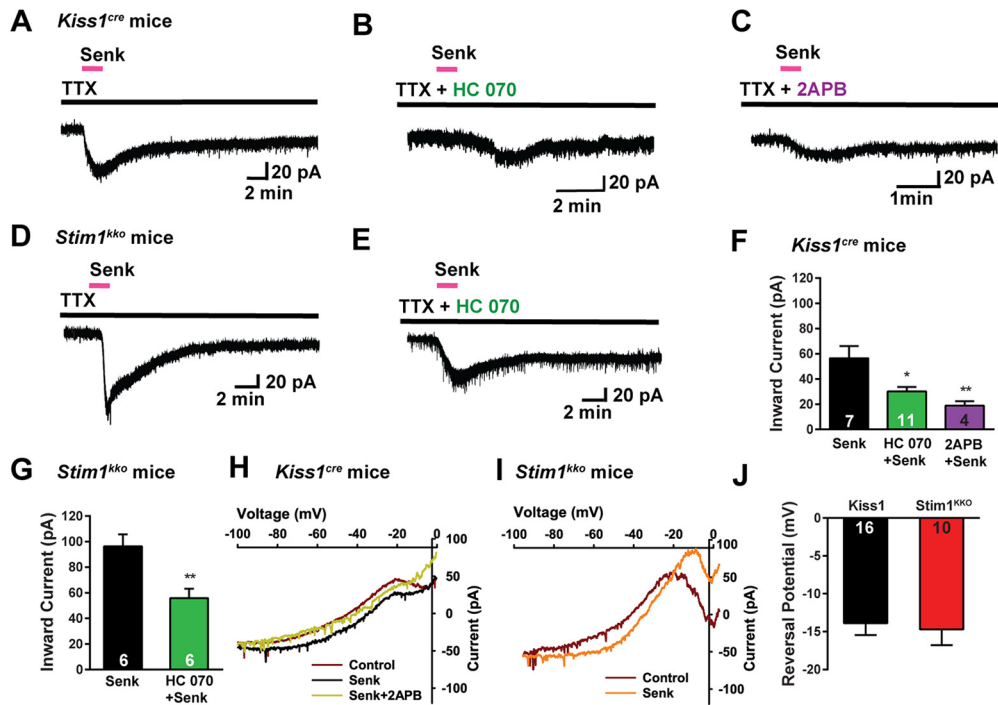 A Kiss1cre mice
Senk
TTX
20 pA
2 min
B
Senk
TTX + HC 070
20 pA
2 min
C
Senk
TTX + 2APB
20 pA
1min
D Stim1kko mice
Senk
TTX
20 pA
2 min
E
Senk
TTX + HC 070
20 pA
2 min
F Kiss1cre mice
Inward Current (pA)
120
100
80
60
40
20
0
*
**
7
11
4
Senk
HC 070
+Senk
2APB
+Senk
G Stim1kko mice
Inward Current (pA)
120
100
80
60
40
20
0
**
6
6
Senk
HC 070
+Senk
H Kiss1cre mice
Voltage (mV)
-100
-80
-60
-40
-20
0
100
50
0
-50
-100
Current (pA)
Control
Senk
Senk+2APB
I Stim1kko mice
Voltage (mV)
-100
-80
-60
-40
-20
0
100
50
0
-50
-100
Current (pA)
Control
Senk
J
Kiss1
Stim1KKO
Reversal Potential (mV)
0
-5
-10
-15
-20
16
10